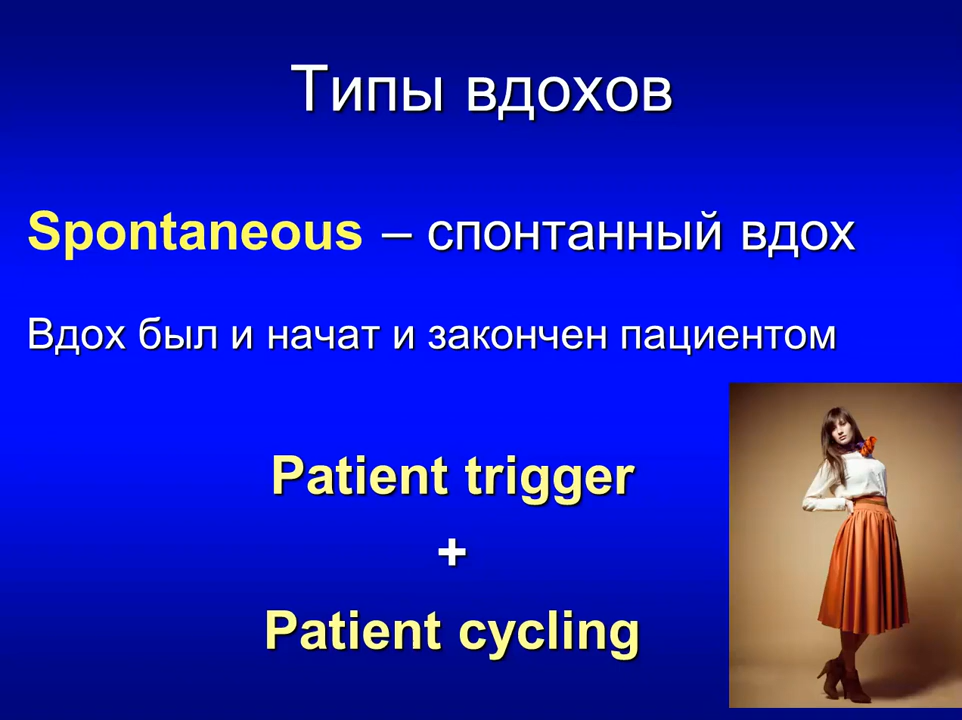 Типы вдохов
Spontaneous – спонтанный вдох
Вдох был и начат и закончен пациентом
Patient trigger
+
Patient cycling